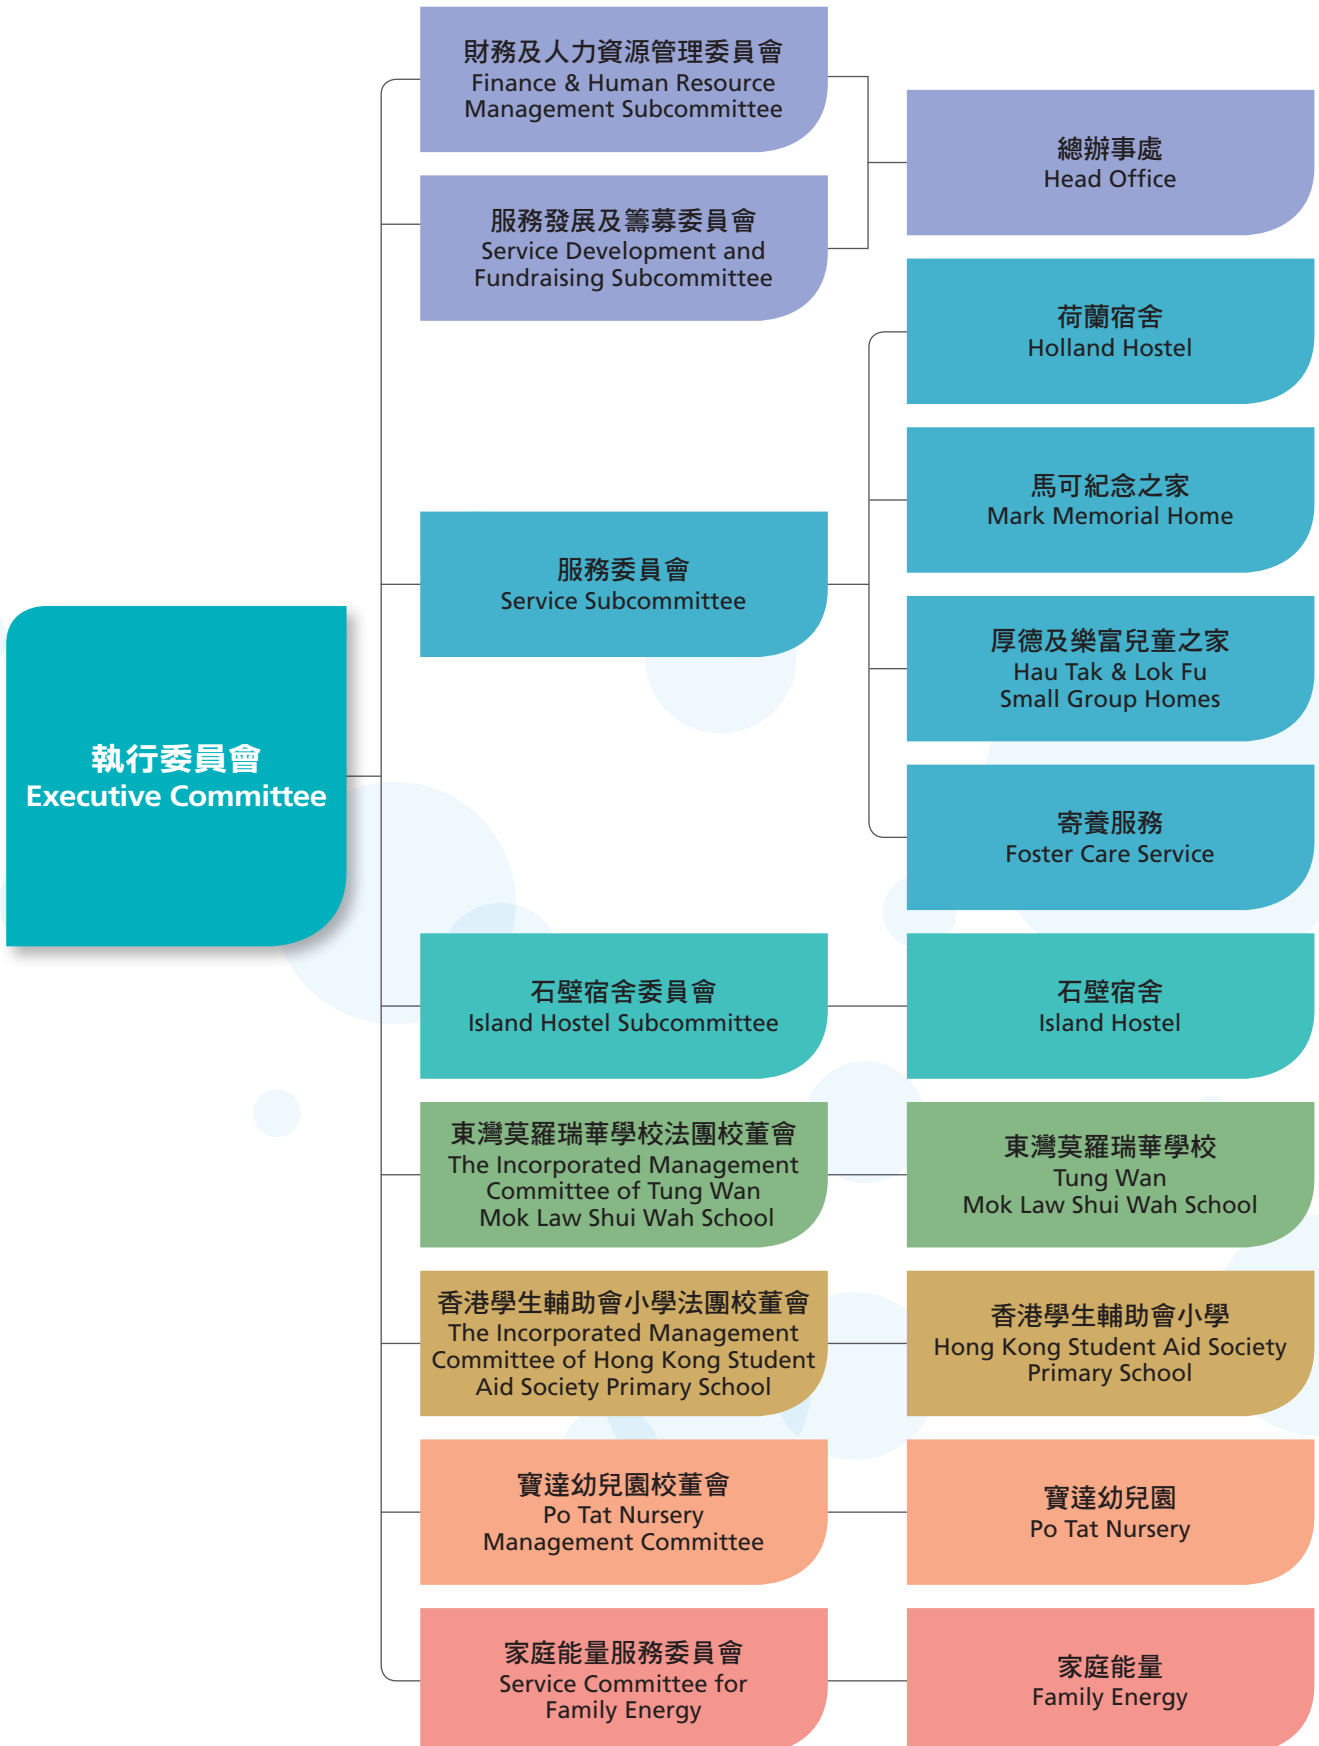 執行委員會
Executive Committee
財務及人力資源管理委員會
Finance & Human Resource
Management Subcommittee
服務發展及籌募委員會
Service Development and
Fundraising Subcommittee
總辦事處
Head Office
服務委員會
Service Subcommittee
荷蘭宿舍
Holland Hostel
馬可紀念之家
Mark Memorial Home
厚德及樂富兒童之家
Hau Tak & Lok Fu
Small Group Homes
寄養服務
Foster Care Service
石壁宿舍委員會
Island Hostel Subcommittee
石壁宿舍
Island Hostel
東灣莫羅瑞華學校法團校董會
The Incorporated Management
Committee of Tung Wan
Mok Law Shui Wah School
東灣莫羅瑞華學校
Tung Wan
Mok Law Shui Wah School
香港學生輔助會小學法團校董會
The Incorporated Management
Committee of Hong Kong Student
Aid Society Primary School
香港學生輔助會小學
Hong Kong Student Aid Society
Primary School
寶達幼兒園校董會
Po Tat Nursery
Management Committee
寶達幼兒園
Po Tat Nursery
家庭能量服務委員會
Service Committee for
Family Energy
家庭能量
Family Energy